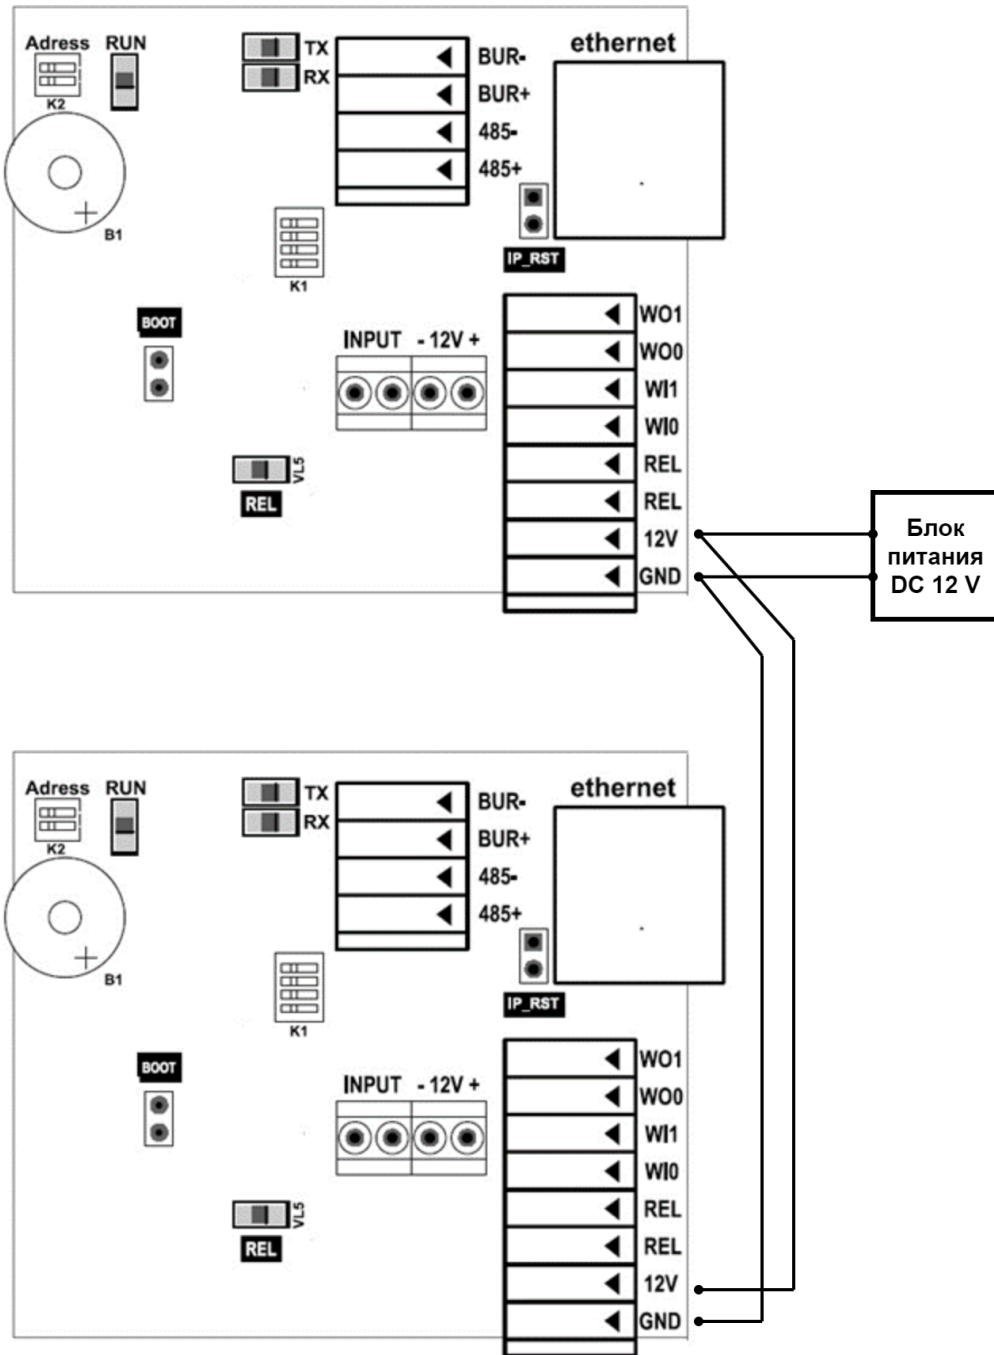 Adress RUN
TX
RX
BUR-
BUR+
485-
485+
ethernet
K2
B1
K1
IP_RST
BOOT
INPUT - 12V +
WO1
WO0
WI1
WI0
REL
REL
12V
GND
VL5
REL
Блок
питания
DC 12 V
Adress RUN
TX
RX
BUR-
BUR+
485-
485+
ethernet
K2
B1
K1
IP_RST
BOOT
INPUT - 12V +
WO1
WO0
WI1
WI0
REL
REL
12V
GND
VL5
REL